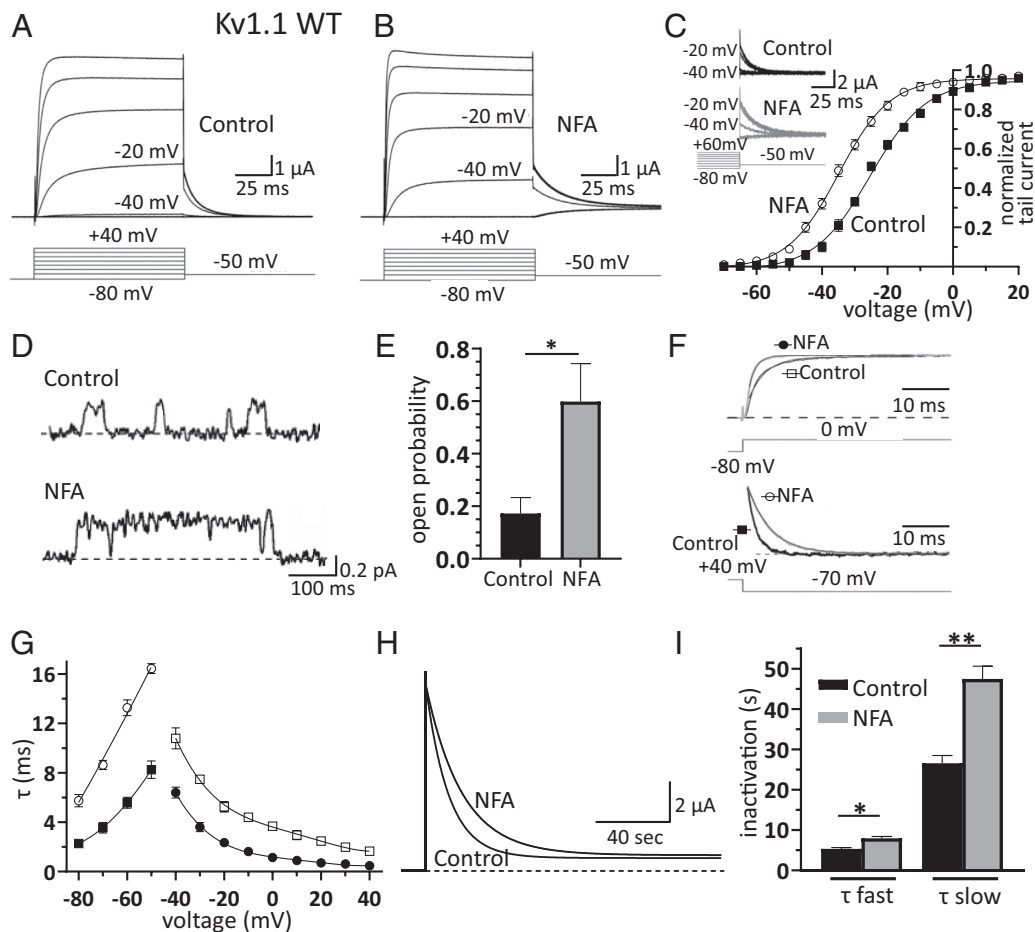 A
Kv1.1 WT
Control
-20 mV
-40 mV
1 µA
25 ms
+40 mV
-50 mV
-80 mV
B
NFA
-20 mV
-40 mV
1 µA
25 ms
+40 mV
-50 mV
-80 mV
C
-20 mV
Control
-40 mV
2 µA
25 ms
-20 mV
NFA
-40 mV
+60mV
-50 mV
-80 mV
NFA
Control
1.0
0.8
0.6
0.4
0.2
normalized
tail current
-60 -40 -20 0 20
voltage (mV)
D
Control
NFA
0.2 pA
100 ms
E
*
0.8
0.6
0.4
0.2
0.0
open probability
Control NFA
F
NFA
Control
10 ms
0 mV
-80 mV
NFA
10 ms
Control
+40 mV
-70 mV
G
16
12
8
4
0
τ (ms)
-80 -60 -40 -20 0 20 40
voltage (mV)
H
NFA
Control
2 µA
40 sec
I
**
Control
NFA
*
50
40
30
20
10
0
inactivation (s)
τ fast τ slow